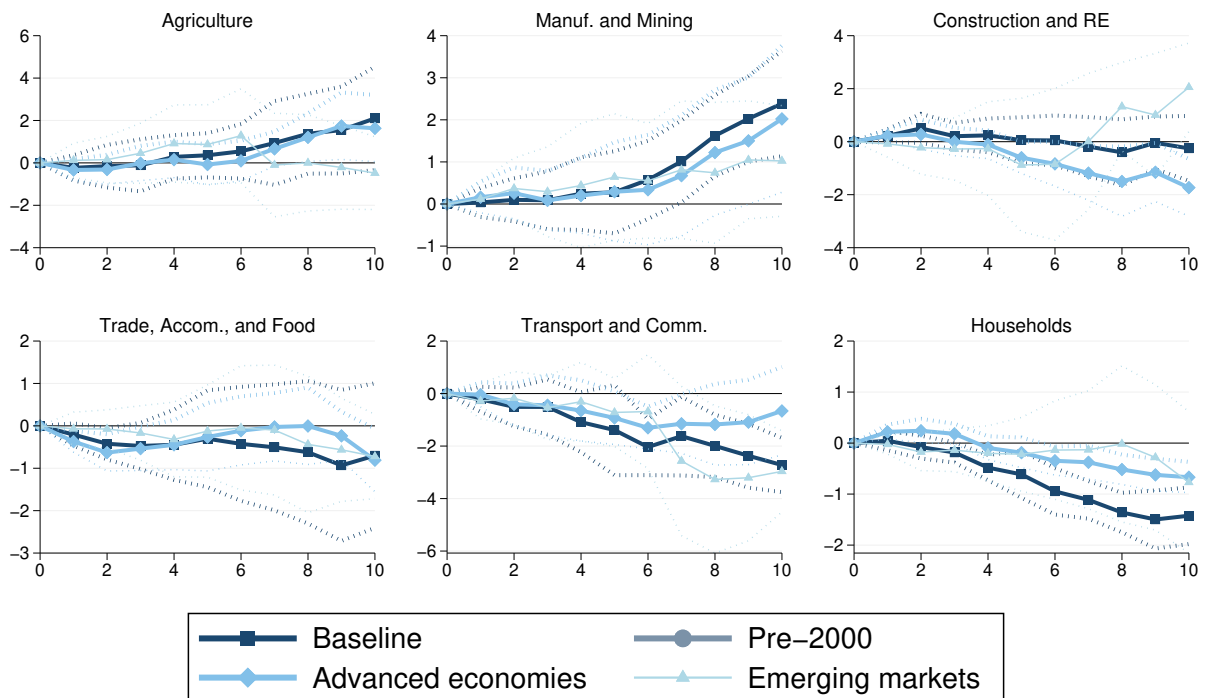 Agriculture
6
4
2
0
−2
−4
0 2 4 6 8 10
Manuf. and Mining
4
3
2
1
0
−1
0 2 4 6 8 10
Construction and RE
4
2
0
−2
−4
0 2 4 6 8 10
Trade, Accom., and Food
2
1
0
−1
−2
−3
0 2 4 6 8 10
Transport and Comm.
2
0
−2
−4
−6
0 2 4 6 8 10
Households
2
1
0
−1
−2
0 2 4 6 8 10
Baseline Pre−2000
Advanced economies Emerging markets